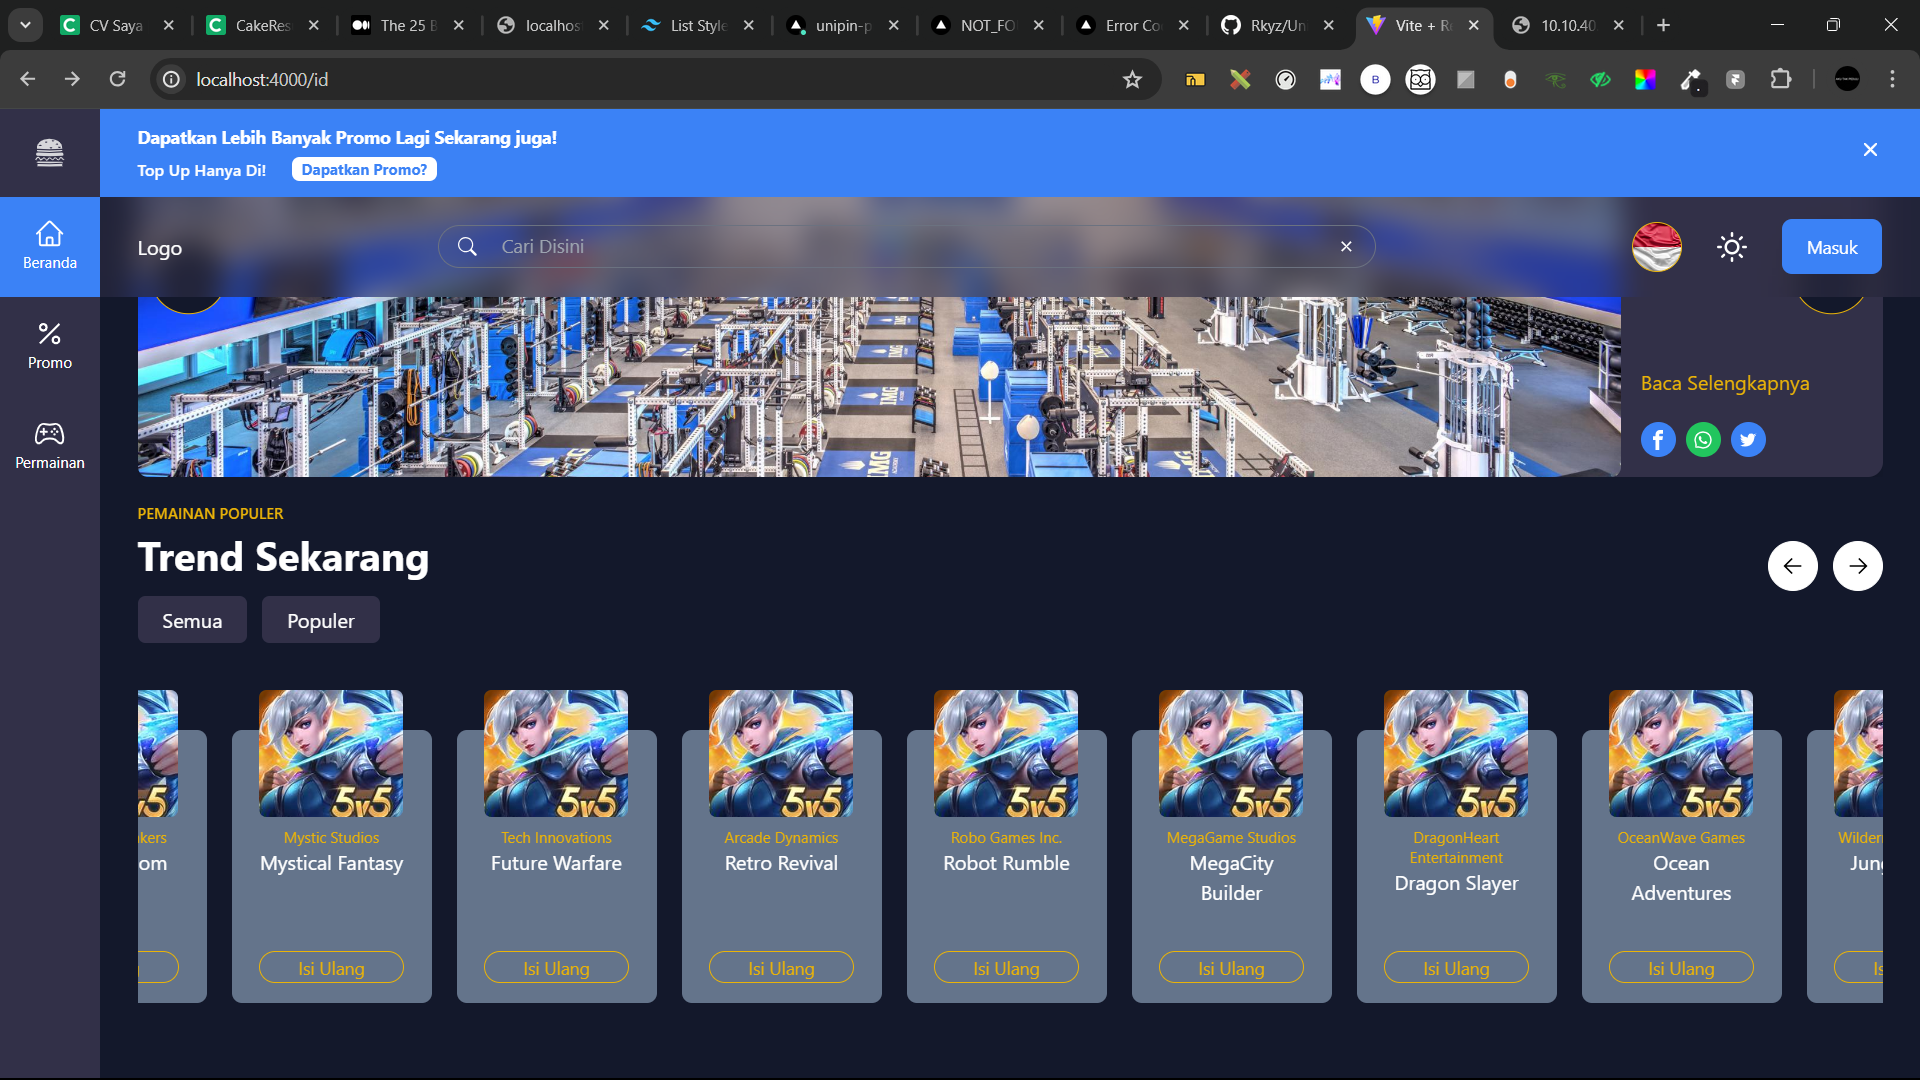 CV Saya
CakeRes
The 25 B
localhos
List Style
unipin-p
NOT_FO
Error Co
Rkyz/Un
Vite + R
10.10.40
localhost:4000/id
Dapatkan Lebih Banyak Promo Lagi Sekarang juga!
Top Up Hanya Di!
Dapatkan Promo?
Beranda
Promo
Permainan
Logo
Cari Disini
Masuk
IMG
IMG
IMG
Baca Selengkapnya
PEMAINAN POPULER
Trend Sekarang
Semua
Populer
v5
kers
om
5v5
Mystic Studios
Mystical Fantasy
Isi Ulang
5v5
Tech Innovations
Future Warfare
Isi Ulang
5v5
Arcade Dynamics
Retro Revival
Isi Ulang
5v5
Robo Games Inc.
Robot Rumble
Isi Ulang
5v5
MegaGame Studios
MegaCity
Builder
Isi Ulang
5v5
DragonHeart
Entertainment
Dragon Slayer
Isi Ulang
5v5
OceanWave Games
Ocean
Adventures
Isi Ulang
Wilder
Jun
Is